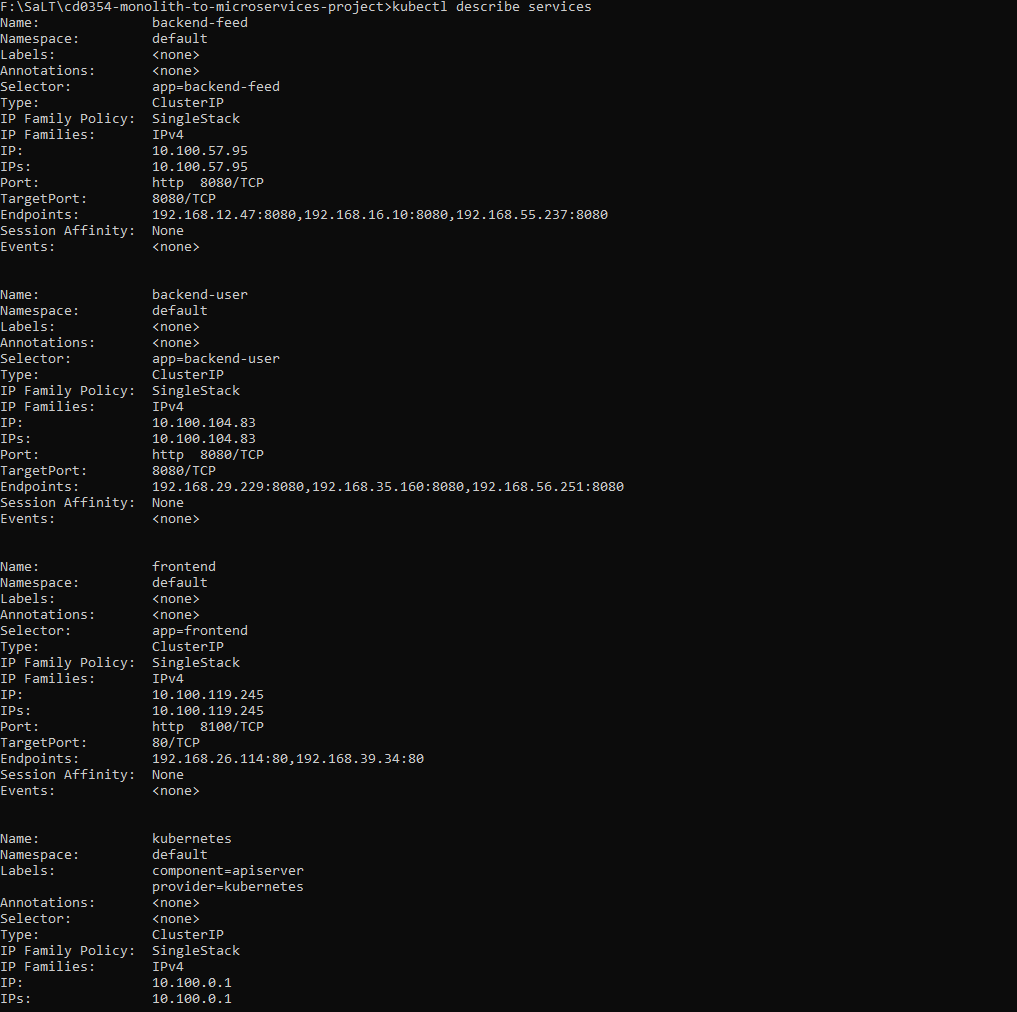 F:\SaLT\cd0354-monolith-to-microservices-project>kubectl describe services
Name:              backend-feed
Namespace:         default
Labels:            <none>
Annotations:       <none>
Selector:          app=backend-feed
Type:              ClusterIP
IP Family Policy:  SingleStack
IP Families:       IPv4
IP:                10.100.57.95
IPs:               10.100.57.95
Port:              http  8080/TCP
TargetPort:        8080/TCP
Endpoints:         192.168.12.47:8080,192.168.16.10:8080,192.168.55.237:8080
Session Affinity:  None
Events:            <none>

Name:              backend-user
Namespace:         default
Labels:            <none>
Annotations:       <none>
Selector:          app=backend-user
Type:              ClusterIP
IP Family Policy:  SingleStack
IP Families:       IPv4
IP:                10.100.104.83
IPs:               10.100.104.83
Port:              http  8080/TCP
TargetPort:        8080/TCP
Endpoints:         192.168.29.229:8080,192.168.35.160:8080,192.168.56.251:8080
Session Affinity:  None
Events:            <none>

Name:              frontend
Namespace:         default
Labels:            <none>
Annotations:       <none>
Selector:          app=frontend
Type:              ClusterIP
IP Family Policy:  SingleStack
IP Families:       IPv4
IP:                10.100.119.245
IPs:               10.100.119.245
Port:              http  8100/TCP
TargetPort:        80/TCP
Endpoints:         192.168.26.114:80,192.168.39.34:80
Session Affinity:  None
Events:            <none>

Name:              kubernetes
Namespace:         default
Labels:            component=apiserver
                   provider=kubernetes
Annotations:       <none>
Selector:          <none>
Type:              ClusterIP
IP Family Policy:  SingleStack
IP Families:       IPv4
IP:                10.100.0.1
IPs:               10.100.0.1